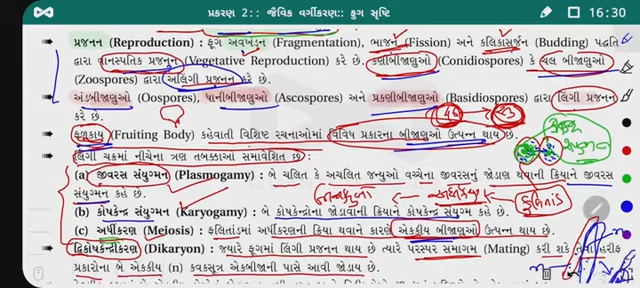 પ્રકરણ 2 :: જૈવિક વર્ગીકરણ :: ફૂગ સૃષ્ટિ
16:30
પ્રજનન (Reproduction) : ફૂગ અવખંડન (Fragmentation), ભાજન (Fission) અને કલિકાસર્જન (Budding) પદ્ધતિ
દ્વારા વાનસ્પતિક પ્રજનન (Vegetative Reproduction) કરે છે. કણીબીજાણુઓ (Conidiospores) કે ચલ બીજાણુઓ
(Zoospores) દ્વારા અલિંગી પ્રજનન કરે છે.
અંડબીજાણુઓ (Oospores), ધાનીબીજાણુઓ (Ascospores) અને પ્રકણીબીજાણુઓ (Basidiospores) દ્વારા લિંગી પ્રજનન
કરે છે.
46 23
ફળકાય (Fruiting Body) કહેવાતી વિશિષ્ટ રચનાઓમાં વિવિધ પ્રકારના બીજાણુઓ ઉત્પન્ન થાય છે.
લિંગી ચક્રમાં નીચેના ત્રણ તબક્કાઓ સમાવેશિત છે :
(a) જીવરસ સંયુગ્મન (Plasmogamy) : બે ચલિત કે અચલિત જન્યુઓ વચ્ચેના જીવરસનું જોડાણ થવાની ક્રિયાને જીવરસ
સંયુગ્મન કહે છે.
(b) કોષકેન્દ્ર સંયુગ્મન (Karyogamy) : બે કોષકેન્દ્રોના જોડાવાની ક્રિયાને કોષકેન્દ્ર સંયુગ્મ કહે છે.
(c) અર્ધીકરણ (Meiosis) : ફલિતાંડમાં અર્ધીકરણની ક્રિયા થવાને કારણે એકકીય બીજાણુઓ ઉત્પન્ન થાય છે.
દ્વિકોષકેન્દ્રીકરણ (Dikaryon) : જ્યારે ફૂગમાં લિંગી પ્રજનન થાય છે ત્યારે પરસ્પર સમાગમ (Mating) કરી શકે તેવા
પ્રકારોના બે એકકીય (n) કવકસૂત્ર એકબીજાની પાસે આવી જોડાય છે.